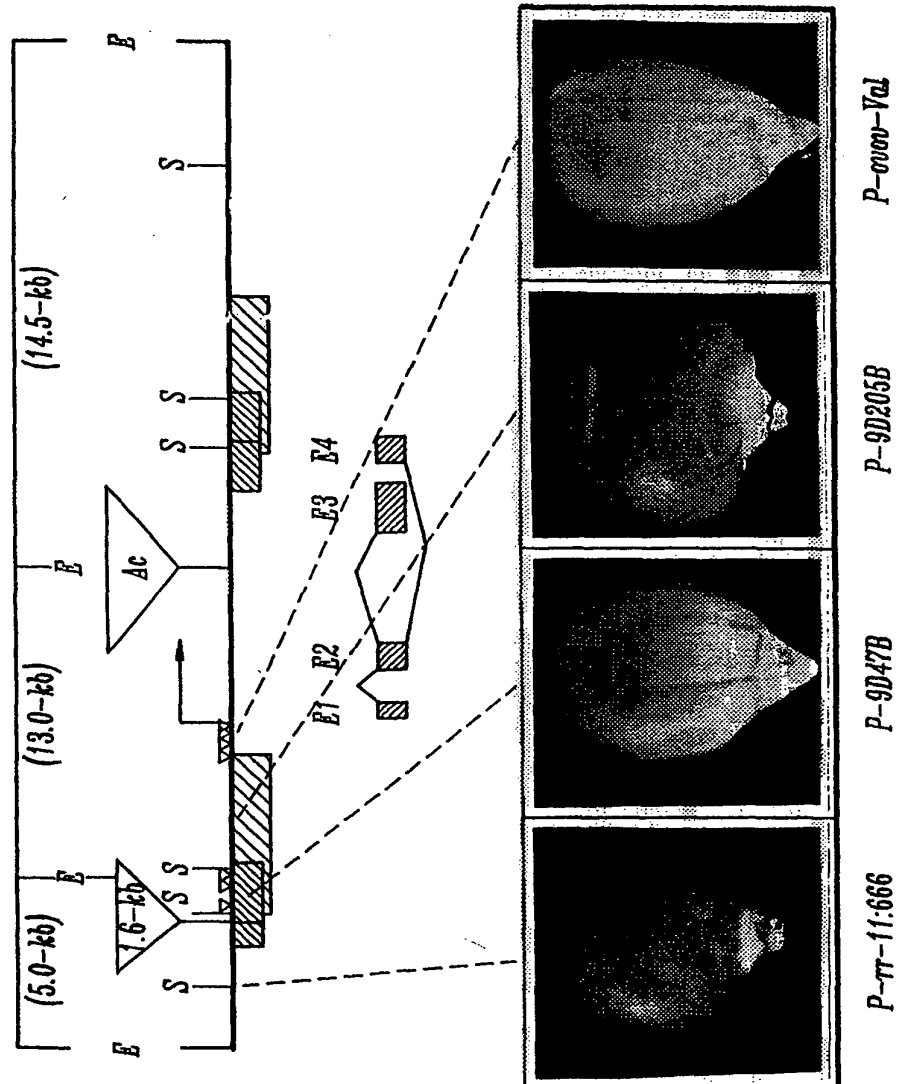 (5.0-kb) (13.0-kb) (14.5-kb)
E E
E 1.6-kb Ac E
S S S S S S
E1 E2 E3 E4
P-rr-11:666 P-9D47B P-9D205B P-ovov-Val